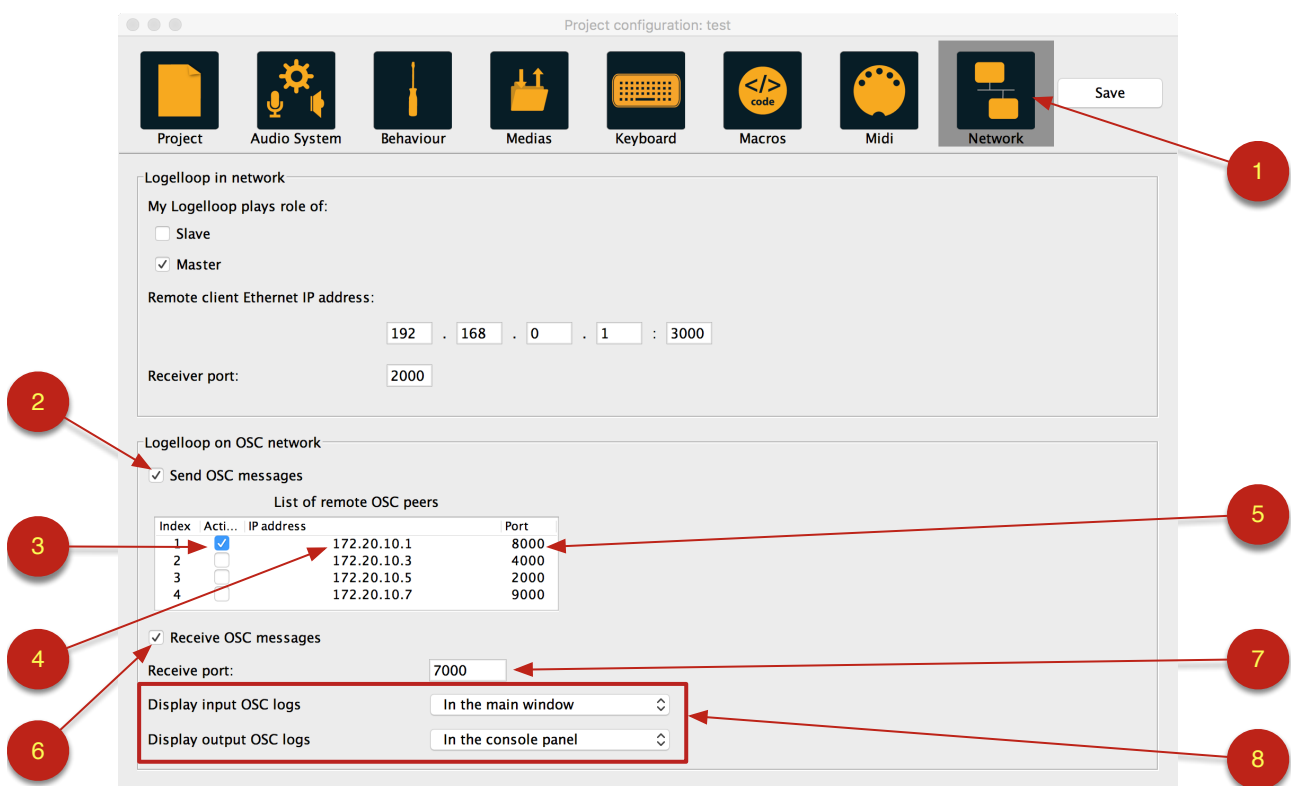 Project configuration: test
</> code
Project Audio System Behaviour Medias Keyboard Macros Midi Network Save
1
Logelloop in network
My Logelloop plays role of:
Slave
Master
Remote client Ethernet IP address:
192 . 168 . 0 . 1 : 3000
Receiver port: 2000
2
Logelloop on OSC network
Send OSC messages
List of remote OSC peers
Index Acti... IP address Port
1 172.20.10.1 8000
2 172.20.10.3 4000
3 172.20.10.5 2000
4 172.20.10.7 9000
5
3
Receive OSC messages
4
Receive port: 7000
7
Display input OSC logs In the main window
Display output OSC logs In the console panel
6
8